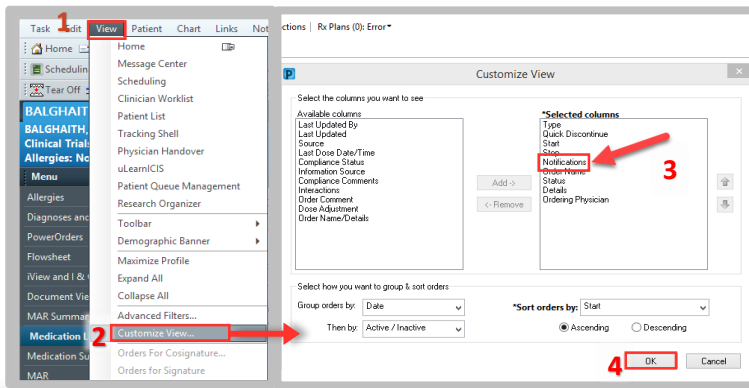 1
Task Edit View Patient Chart Links Not
Home
Scheduling
Tear Off
BALGHAIT
BALGHAITH,
Clinical Trial
Allergies: No
Menu
Allergies
Diagnoses and
PowerOrders
Flowsheet
iView and I &
Document Vie
MAR Summar
Medication L
Medication Su
MAR
Home
Message Center
Scheduling
Clinician Worklist
Patient List
Tracking Shell
Physician Handover
uLearnICIS
Patient Queue Management
Research Organizer
Toolbar
Demographic Banner
Maximize Profile
Expand All
Collapse All
Advanced Filters...
2
Customize View...
Orders For Cosignature...
Orders for Signature
ctions | Rx Plans (0): Error
P
Customize View
×
Select the columns you want to see
Available columns
Last Updated By
Last Updated
Source
Last Dose Date/Time
Compliance Status
Information Source
Compliance Comments
Interactions
Order Comment
Dose Adjustment
Order Name/Details
Add ->
<- Remove
*Selected columns
Type
Quick Discontinue
Start
Stop
Notifications
Order Name
Status
Details
Ordering Physician
3
Select how you want to group & sort orders
Group orders by: Date
Then by: Active / Inactive
*Sort orders by: Start
Ascending Descending
4
OK Cancel